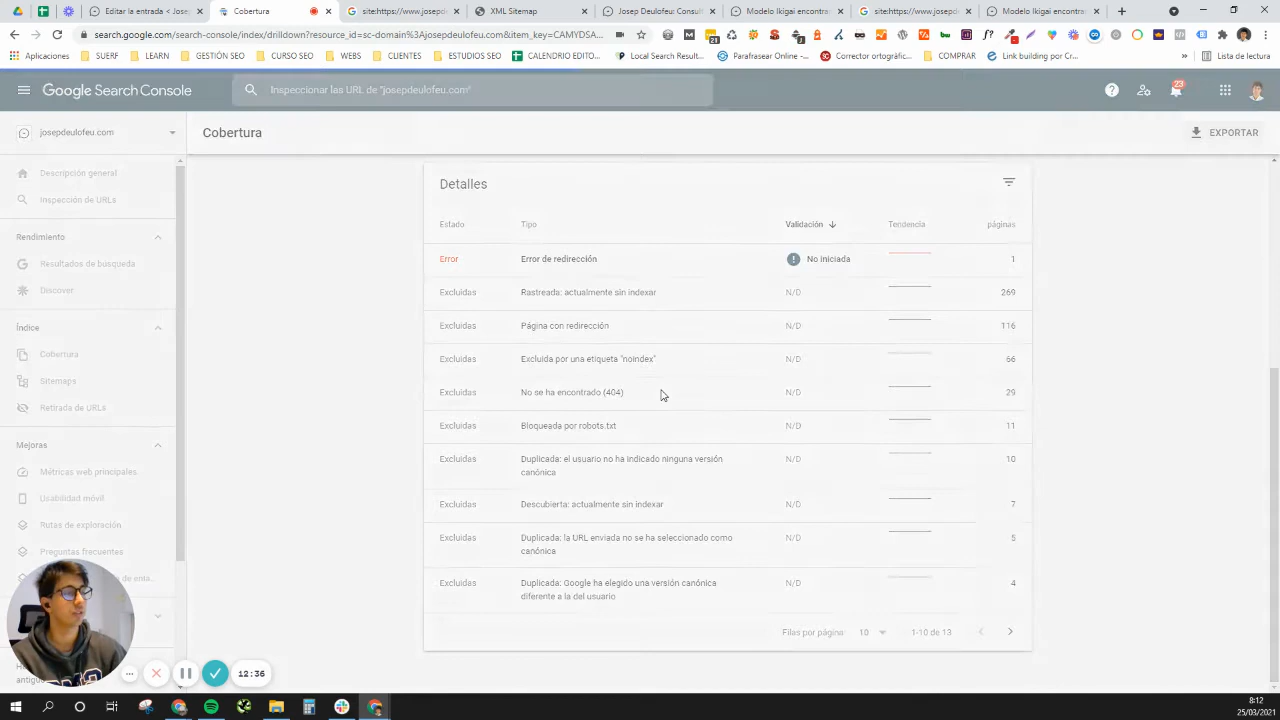 Editar la entrada ‹ Josep
Cobertura
site:https://www.josepd
XML Sitemap
Josep Deulofeu: Consult
Modelo Ikigai encontra
site:https://www.josepd
Modelo Ikigai encontra
search.google.com/search-console/index/drilldown?resource_id=sc-domain%3Ajosepdeulofeu.com&item_key=CAMYDSA...
Aplicaciones
SUERI
LEARN
GESTIÓN SEO
CURSO SEO
WEBS
CLIENTES
ESTUDIOS SEO
CALENDARIO EDITO...
Local Search Result...
Parafrasear Online -...
Corrector ortográfic...
COMPRAR
Link building por Cr...
Lista de lectura
Google Search Console
Inspeccionar las URL de "josepdeulofeu.com"
23
josepdeulofeu.com
Cobertura
EXPORTAR
Descripción general
Inspección de URLs
Rendimiento
Resultados de búsqueda
Discover
Índice
Cobertura
Sitemaps
Retirada de URLs
Mejoras
Métricas web principales
Usabilidad móvil
Rutas de exploración
Preguntas frecuentes
de enla...
Detalles
Estado Tipo Validación Tendencia páginas
Error Error de redirección No iniciada 1
Excluidas Rastreada: actualmente sin indexar N/D 269
Excluidas Página con redirección N/D 116
Excluidas Excluida por una etiqueta "noindex" N/D 66
Excluidas No se ha encontrado (404) N/D 29
Excluidas Bloqueada por robots.txt N/D 11
Excluidas Duplicada: el usuario no ha indicado ninguna versión N/D 10
canónica
Excluidas Descubierta: actualmente sin indexar N/D 7
Excluidas Duplicada: la URL enviada no se ha seleccionado como N/D 5
canónica
Excluidas Duplicada: Google ha elegido una versión canónica N/D 4
diferente a la del usuario
Filas por página: 10 1-10 de 13
12:36
8:12
25/03/2021